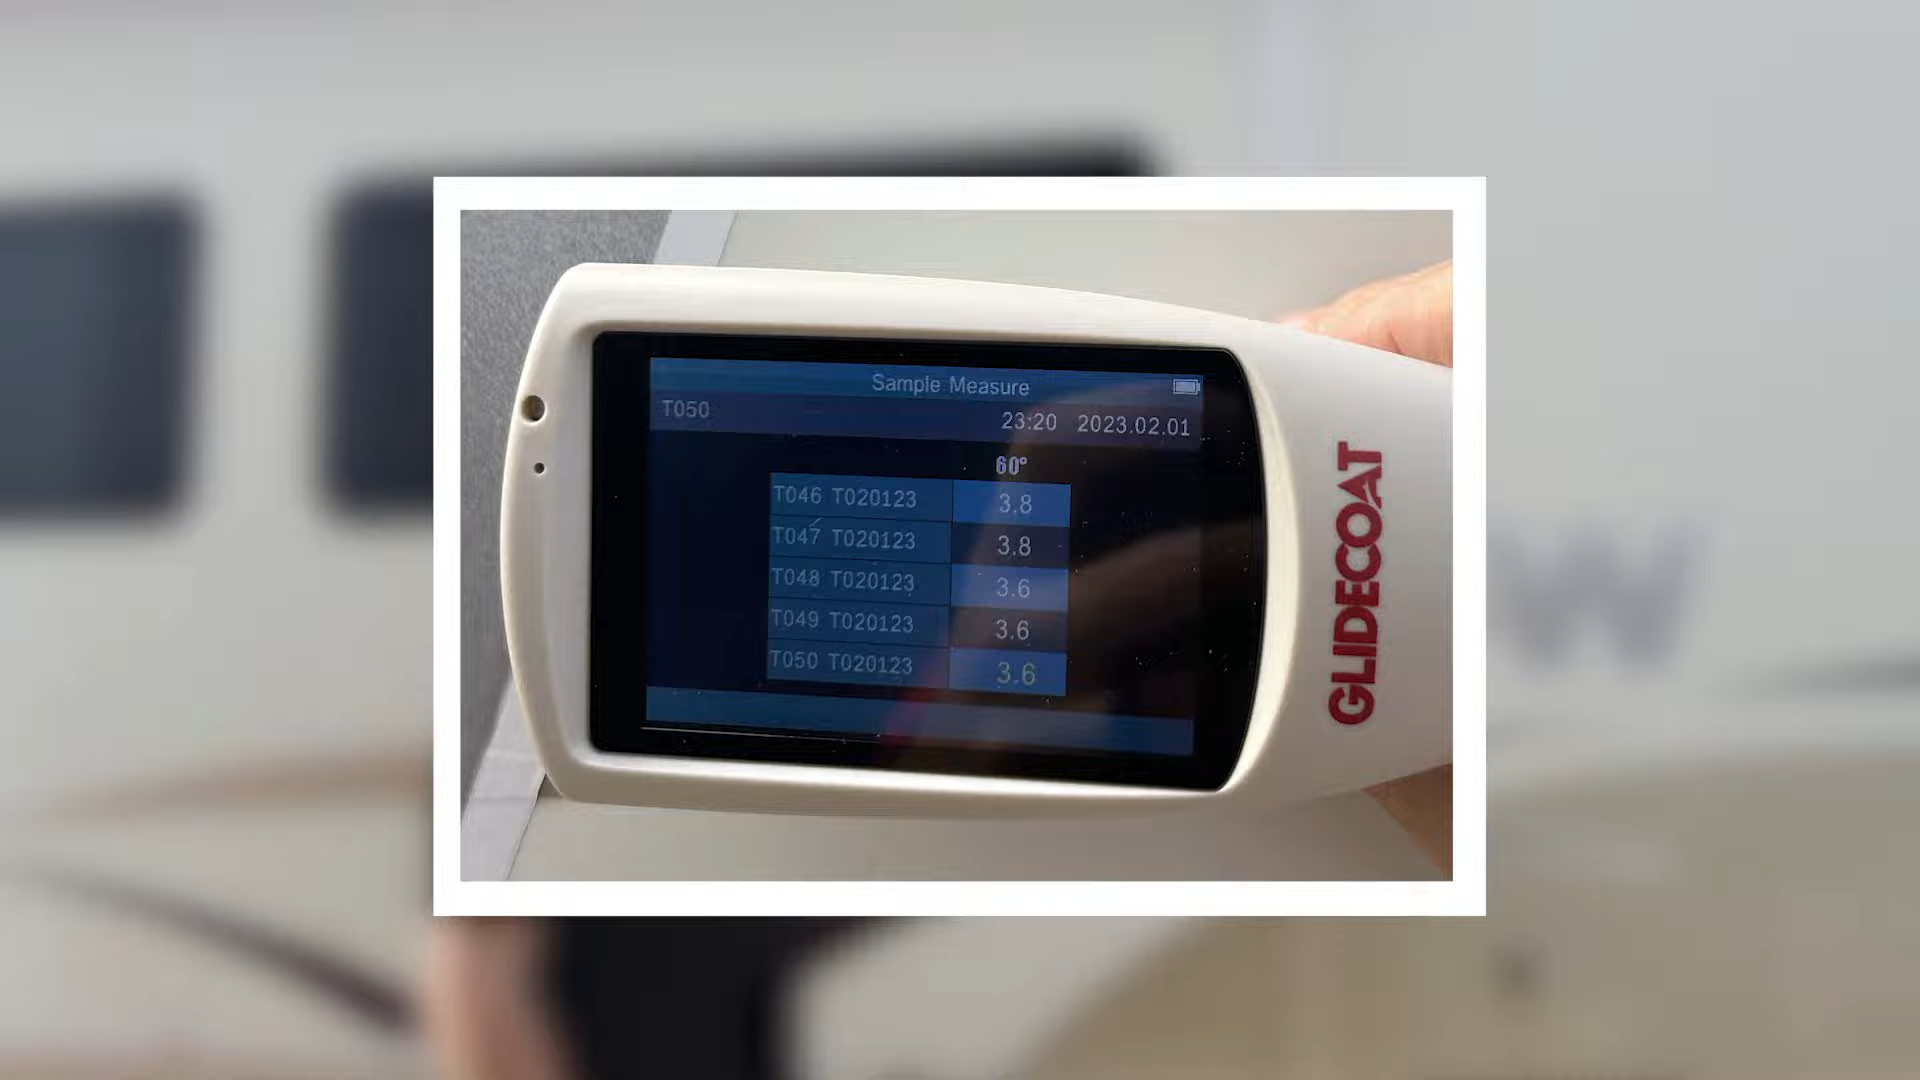 Sample Measure
T050 23:20 2023.02.01
60°
T046 T020123 3.8
T047 T020123 3.8
T048 T020123 3.6
T049 T020123 3.6
T050 T020123 3.6
GLIDECOAT